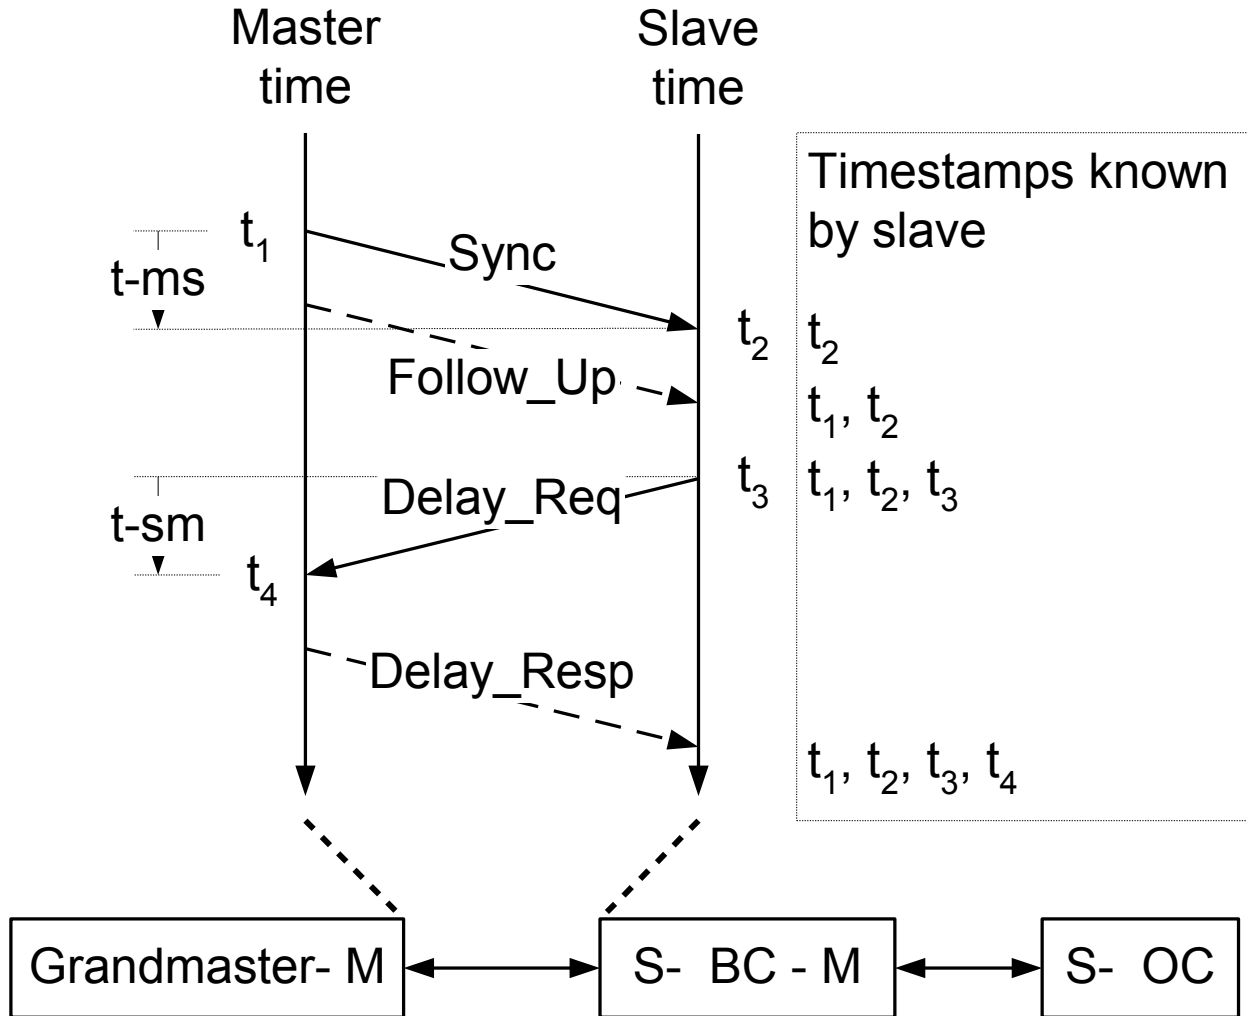 Master time
Slave time
Timestamps known
by slave
t₁
Sync
t-ms
t₂ t₂
Follow_Up
t₁, t₂
t₃ t₁, t₂, t₃
Delay_Req
t-sm
t₄
Delay_Resp
t₁, t₂, t₃, t₄
Grandmaster- M
S- BC - M
S- OC